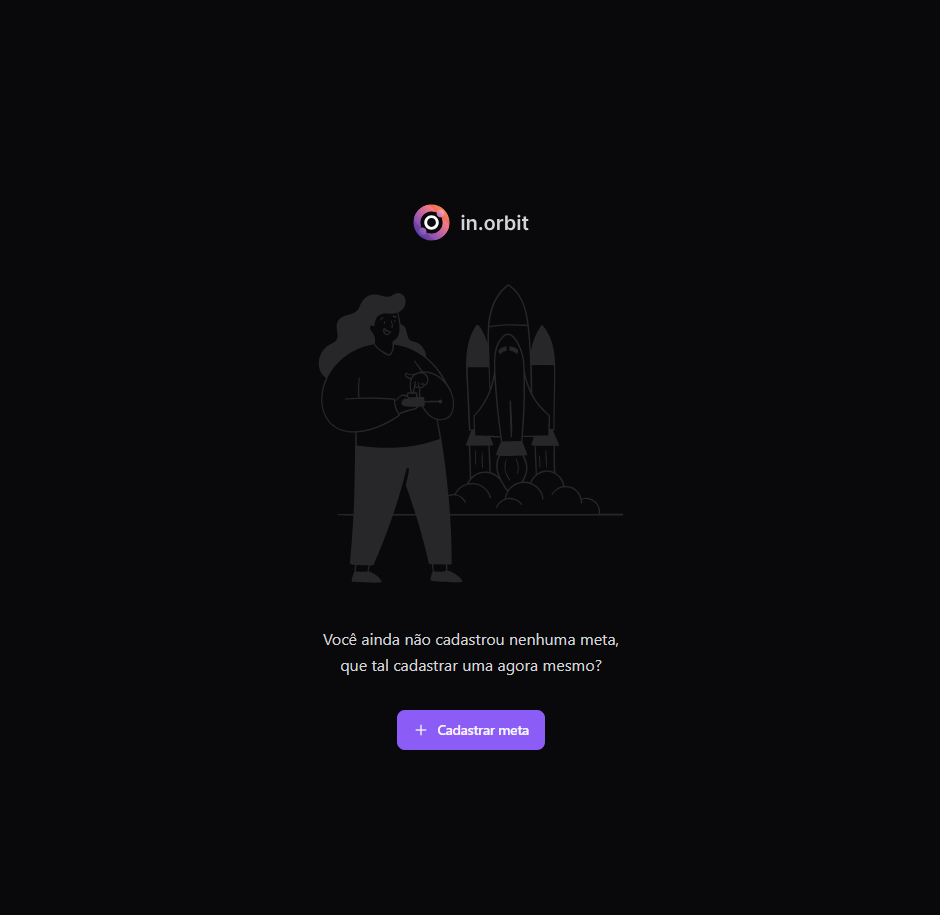 in.orbit
Você ainda não cadastrou nenhuma meta,
que tal cadastrar uma agora mesmo?
Cadastrar meta